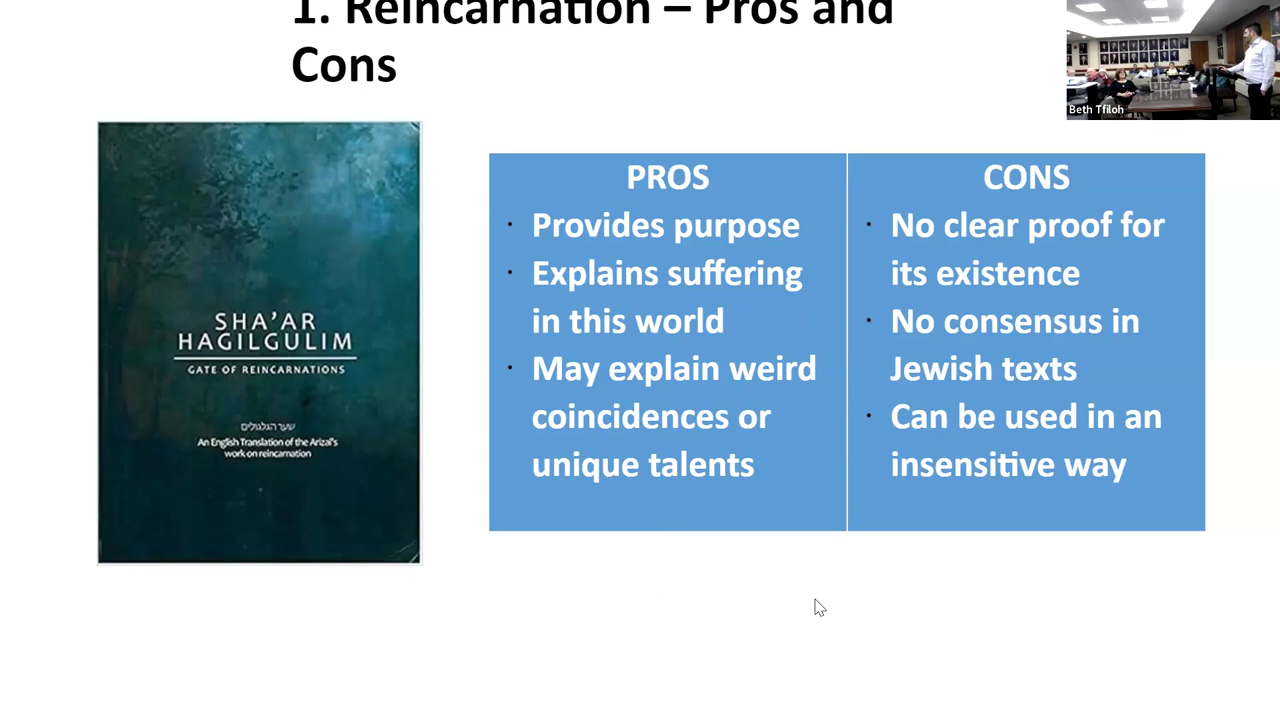 1. Reincarnation – Pros and
Cons
Beth Tfiloh
SHA'AR
HAGILGULIM
GATE OF REINCARNATIONS
שער הגלגולים
An English Translation of the Arizal's
work on reincarnation
PROS
· Provides purpose
· Explains suffering
in this world
· May explain weird
coincidences or
unique talents
CONS
· No clear proof for
its existence
· No consensus in
Jewish texts
· Can be used in an
insensitive way